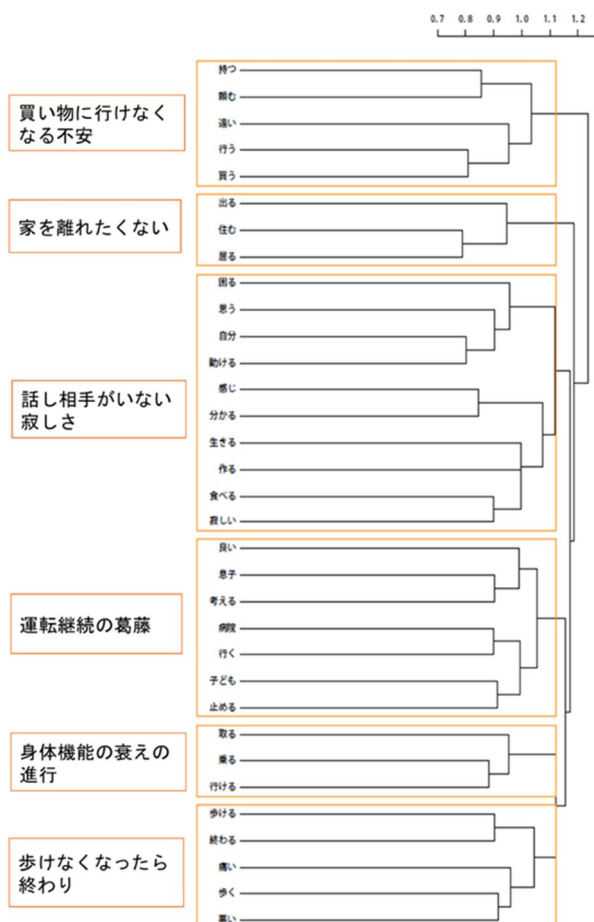 0.7 0.8 0.9 1.0 1.1 1.2
買い物に行けなく
なる不安
持つ
頼む
遠い
行う
買う
家を離れたくない
出る
住む
居る
話し相手がいない
寂しさ
困る
思う
自分
動ける
感じ
分かる
生きる
作る
食べる
寂しい
運転継続の葛藤
良い
息子
考える
病院
行く
子ども
止める
身体機能の衰えの
進行
取る
乗る
行ける
歩けなくなったら
終わり
歩ける
終わる
痛い
歩く
悪い